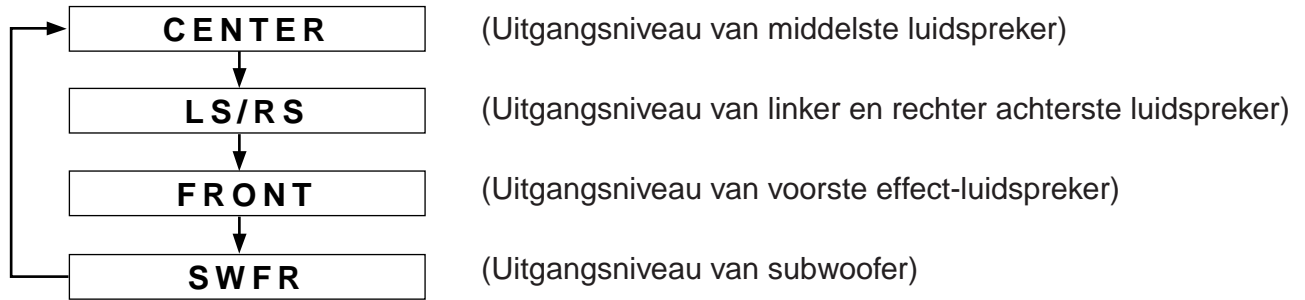 CENTER (Uitgangsniveau van middelste luidspreker)
LS/RS (Uitgangsniveau van linker en rechter achterste luidspreker)
FRONT (Uitgangsniveau van voorste effect-luidspreker)
SWFR (Uitgangsniveau van subwoofer)